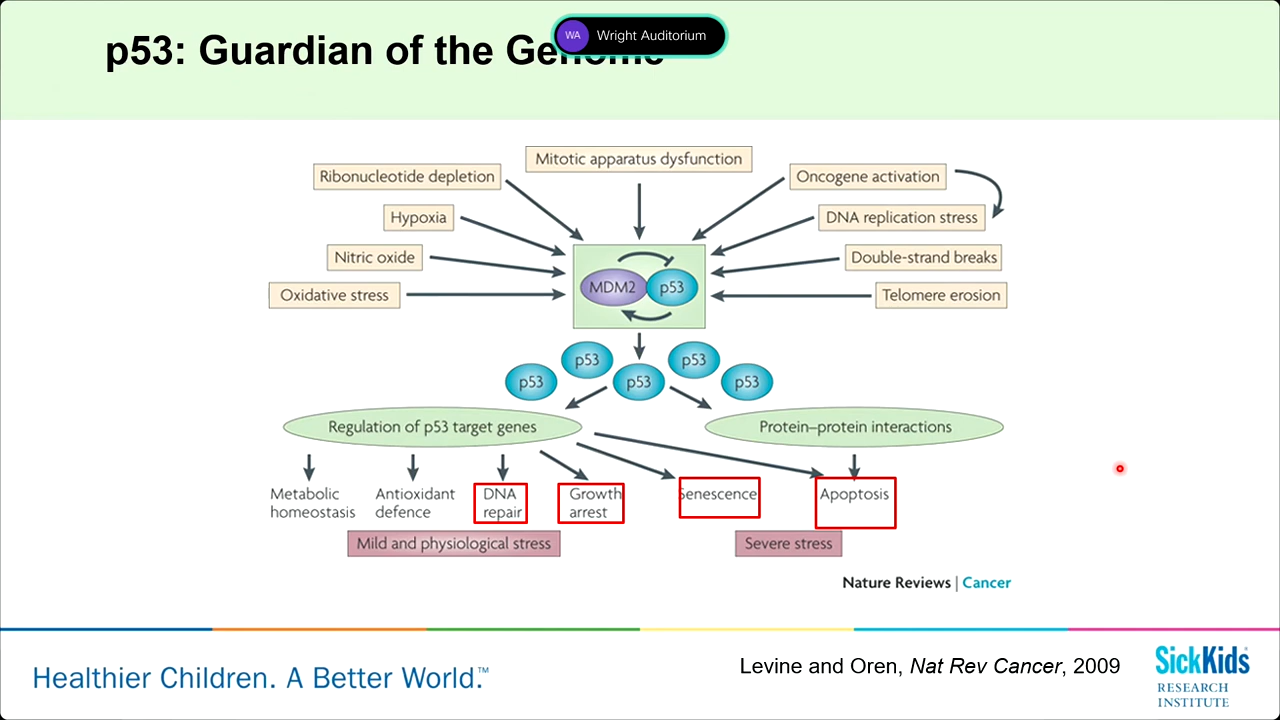 p53: Guardian of the Genome
WA Wright Auditorium
Mitotic apparatus dysfunction
Ribonucleotide depletion
Oncogene activation
Hypoxia
DNA replication stress
Nitric oxide
Double-strand breaks
MDM2 p53
Oxidative stress
Telomere erosion
p53 p53 p53 p53 p53
Regulation of p53 target genes
Protein–protein interactions
Metabolic
homeostasis
Antioxidant
defence
DNA
repair
Growth
arrest
Senescence
Apoptosis
Mild and physiological stress
Severe stress
Nature Reviews | Cancer
Levine and Oren, Nat Rev Cancer, 2009
Healthier Children. A Better World.™
SickKids®
RESEARCH
INSTITUTE